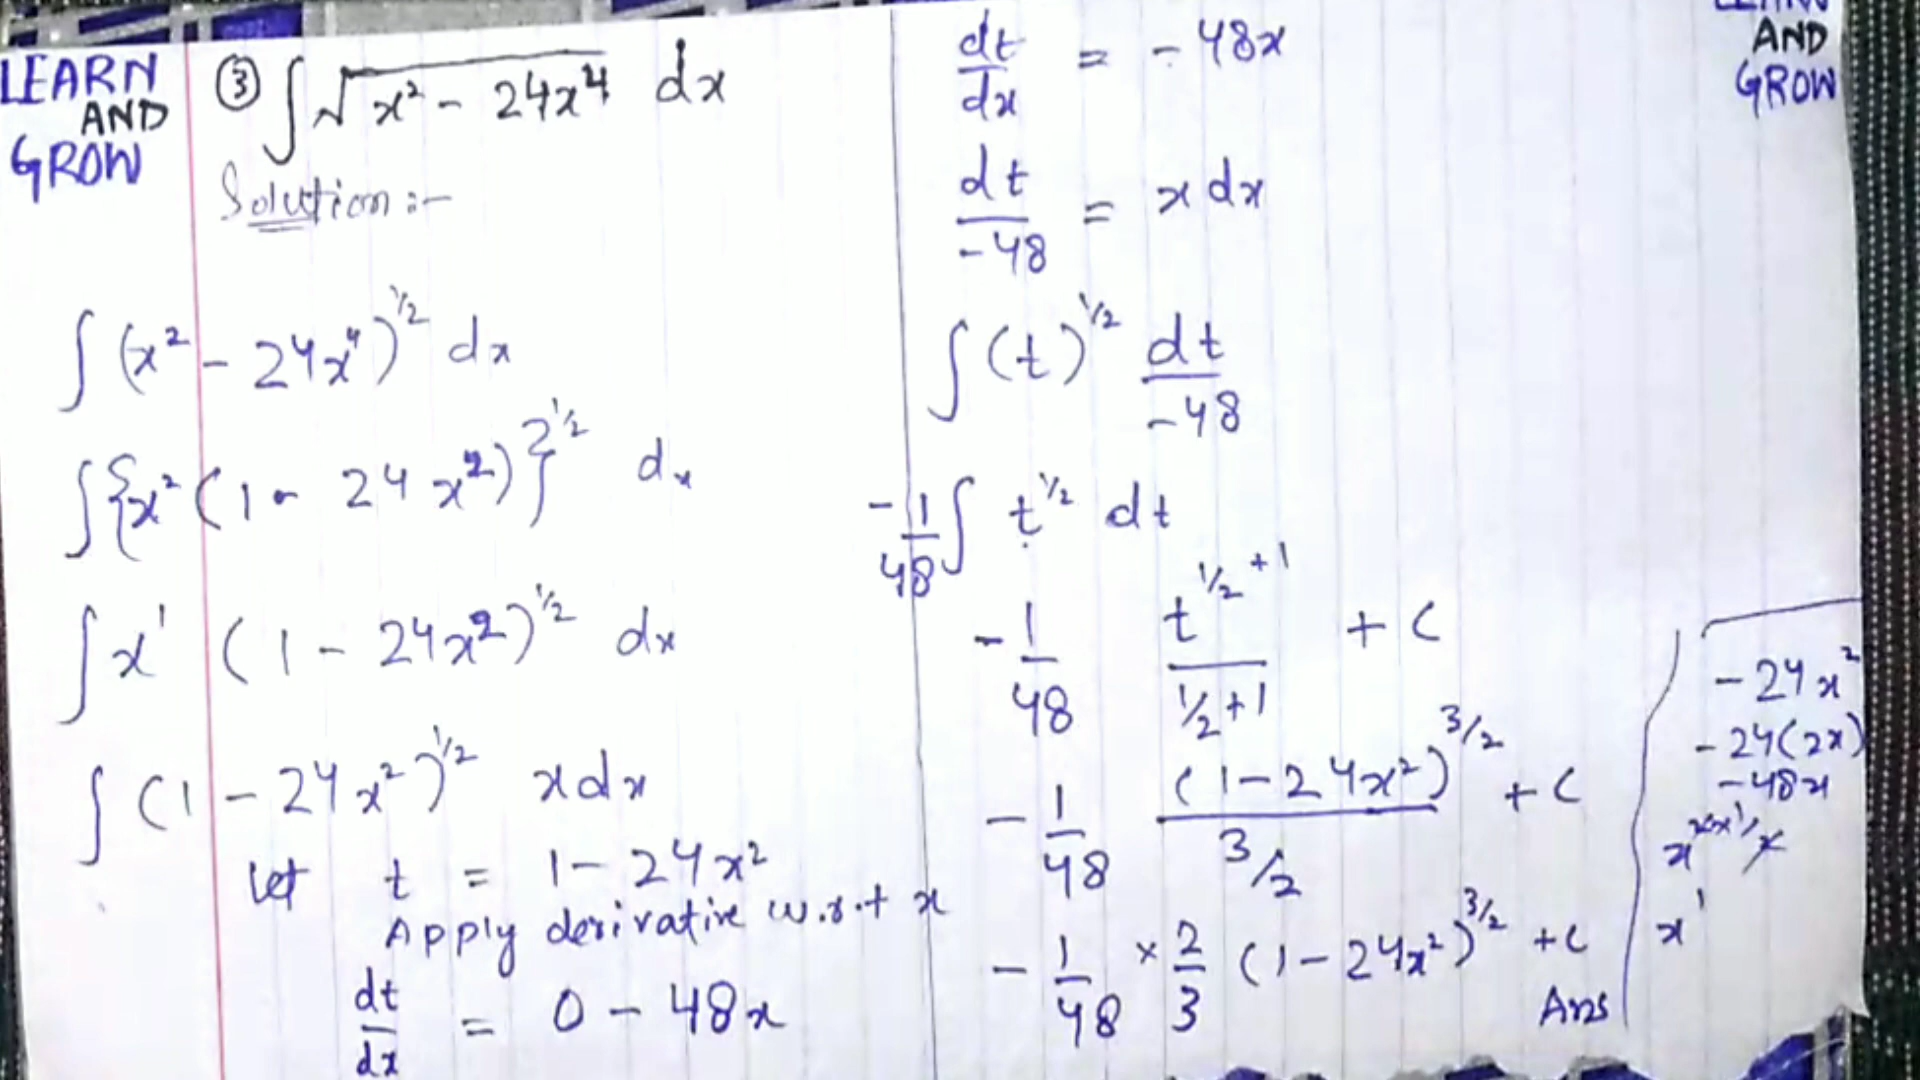 LEARN
AND
GROW
③ ∫ √x² - 24x⁴ dx
Solution :-
∫ (x² - 24x⁴)^1/2 dx
∫ {x² (1 - 24x²)}^1/2 dx
∫ x¹ (1 - 24x²)^1/2 dx
∫ (1 - 24x²)^1/2 x dx
Let t = 1 - 24x²
Apply derivative w.r.t x
dt/dx = 0 - 48x
dt/dx = - 48x
dt/-48 = x dx
∫ (t)^1/2 dt/-48
-1/48 ∫ t^1/2 dt
-1/48 t^1/2+1 / 1/2+1 + C
-1/48 (1-24x²)^3/2 / 3/2 + C
-1/48 × 2/3 (1-24x²)^3/2 + C
Ans
AND
GROW
-24x²
-24(2x)
-48x
x¹